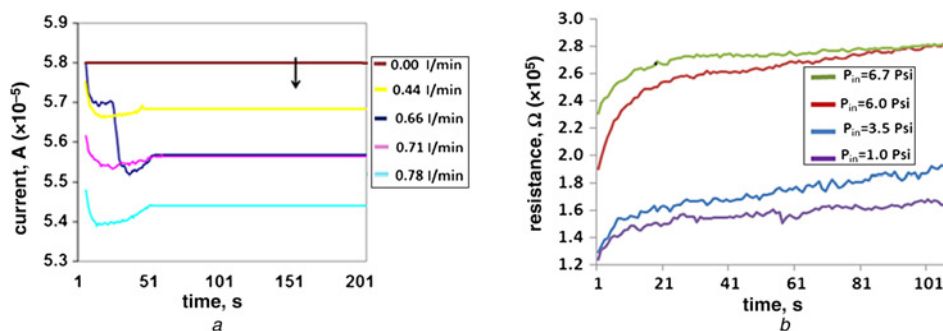 5.9
5.8
5.7
5.6
5.5
5.4
5.3
current, A (×10⁻⁵)
1
51
101
151
201
time, s
0.00 l/min
0.44 l/min
0.66 l/min
0.71 l/min
0.78 l/min
a
3.0
2.8
2.6
2.4
2.2
2.0
1.8
1.6
1.4
1.2
resistance, Ω (×10⁵)
1
21
41
61
81
101
time, s
Pin=6.7 Psi
Pin=6.0 Psi
Pin=3.5 Psi
Pin=1.0 Psi
b